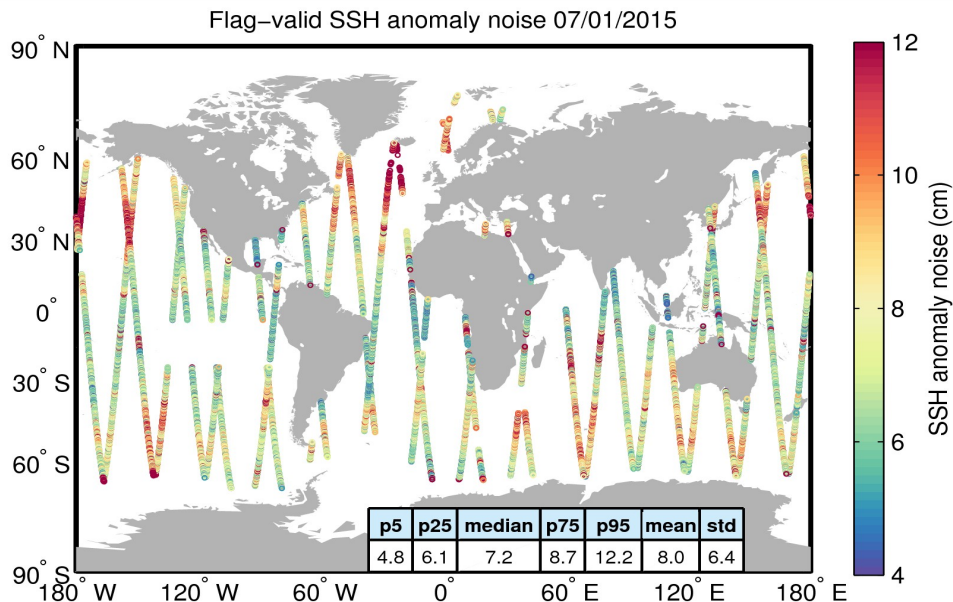 Flag−valid SSH anomaly noise 07/01/2015
90° N
60° N
30° N
0°
30° S
60° S
90° S
180° W
120° W
60° W
0°
60° E
120° E
180° E
p5 p25 median p75 p95 mean std
4.8 6.1 7.2 8.7 12.2 8.0 6.4
12
10
8
6
4
SSH anomaly noise (cm)